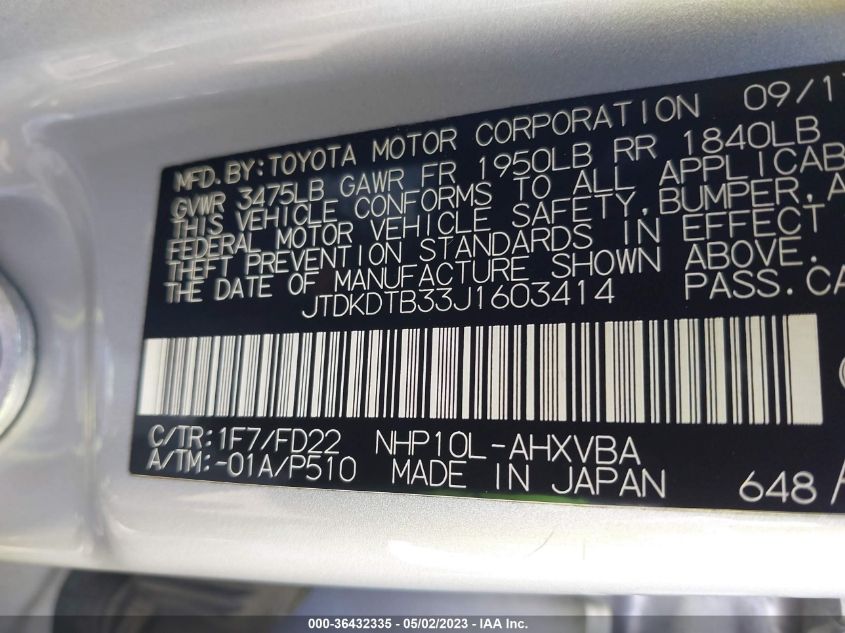 MFD. BY: TOYOTA MOTOR CORPORATION 09/17
GVWR 3475LB GAWR FR 1950LB RR 1840LB
THIS VEHICLE CONFORMS TO ALL APPLICAB
FEDERAL MOTOR VEHICLE SAFETY, BUMPER, A
THEFT PREVENTION STANDARDS IN EFFECT
THE DATE OF MANUFACTURE SHOWN ABOVE.
JTDKDTB33J1603414 PASS. CA
C/TR: 1F7/FD22 NHP10L-AHXVBA
A/TM: -01A/P510 MADE IN JAPAN 648
000-36432335 - 05/02/2023 - IAA Inc.